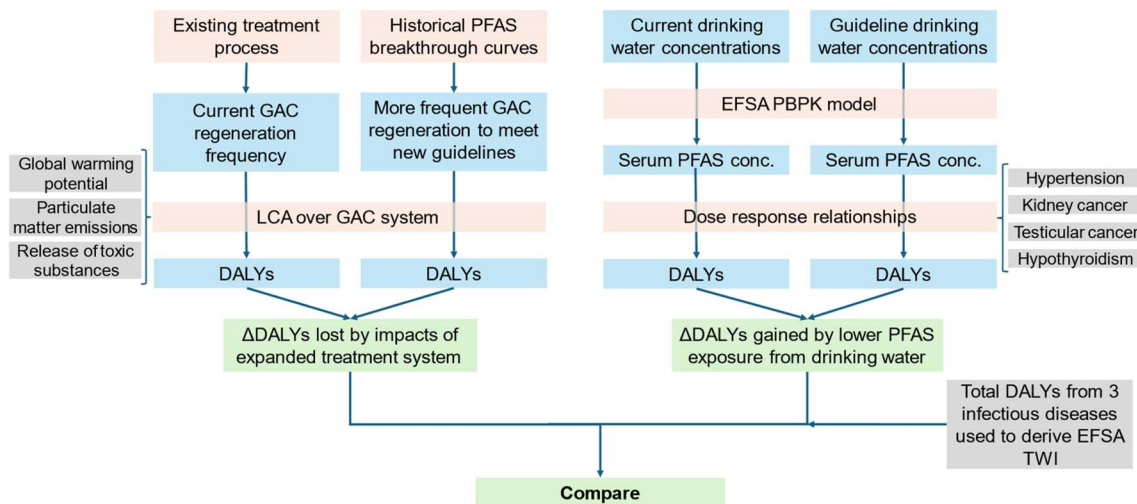 Existing treatment
process
Historical PFAS
breakthrough curves
Current drinking
water concentrations
Guideline drinking
water concentrations
EFSA PBPK model
Current GAC
regeneration
frequency
More frequent GAC
regeneration to meet
new guidelines
Serum PFAS conc.
Serum PFAS conc.
Global warming
potential
Particulate
matter emissions
Release of toxic
substances
LCA over GAC system
Dose response relationships
Hypertension
Kidney cancer
Testicular cancer
Hypothyroidism
DALYs
DALYs
DALYs
DALYs
ΔDALYs lost by impacts of
expanded treatment system
ΔDALYs gained by lower PFAS
exposure from drinking water
Total DALYs from 3
infectious diseases
used to derive EFSA
TWI
Compare